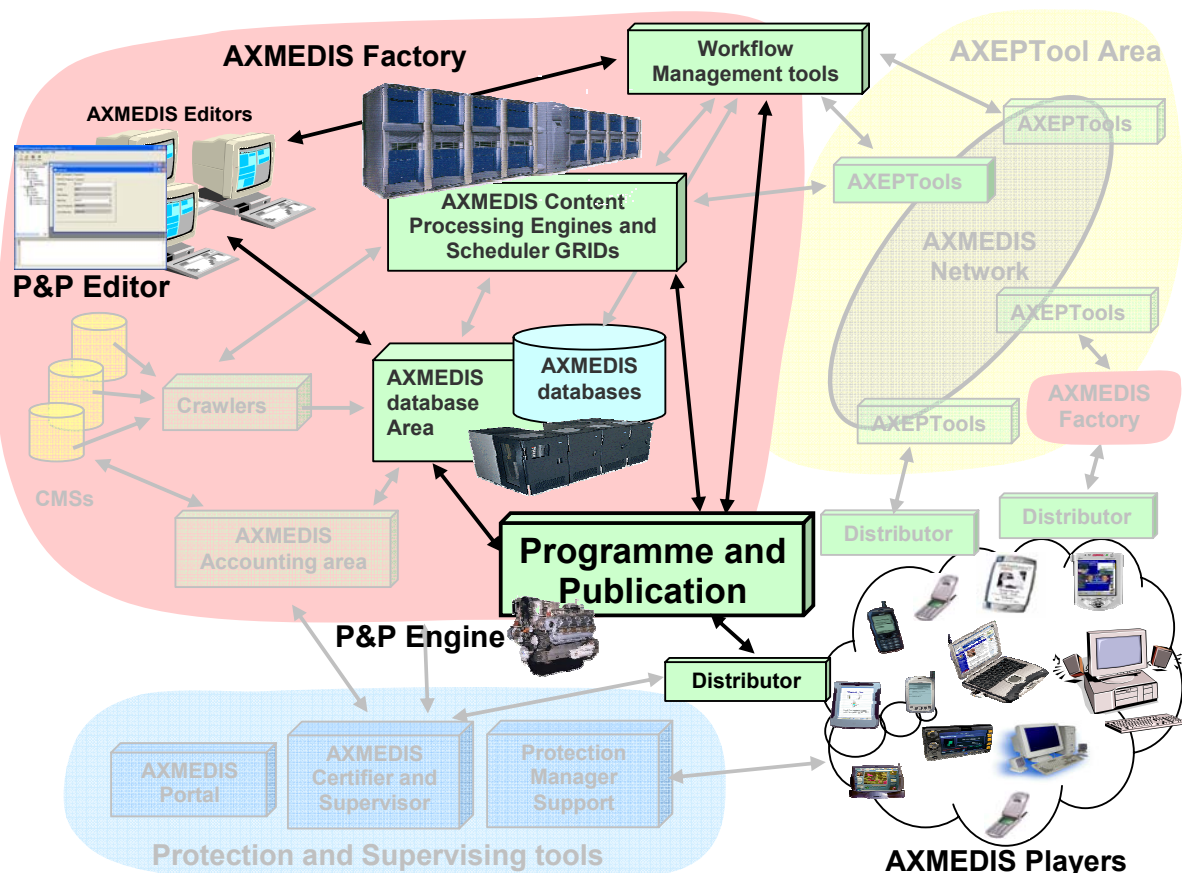 AXMEDIS Factory
Workflow
Management tools
AXEPTool Area
AXMEDIS Editors
AXEPTools
AXEPTools
AXMEDIS Content
Processing Engines and
Scheduler GRIDs
AXMEDIS
Network
P&P Editor
AXEPTools
AXMEDIS
database
Area
AXMEDIS
databases
Crawlers
AXMEDIS
Factory
AXEPTools
CMSs
AXMEDIS
Accounting area
Programme and
Publication
Distributor
Distributor
P&P Engine
Distributor
AXMEDIS
Portal
AXMEDIS
Certifier and
Supervisor
Protection
Manager
Support
Protection and Supervising tools
AXMEDIS Players